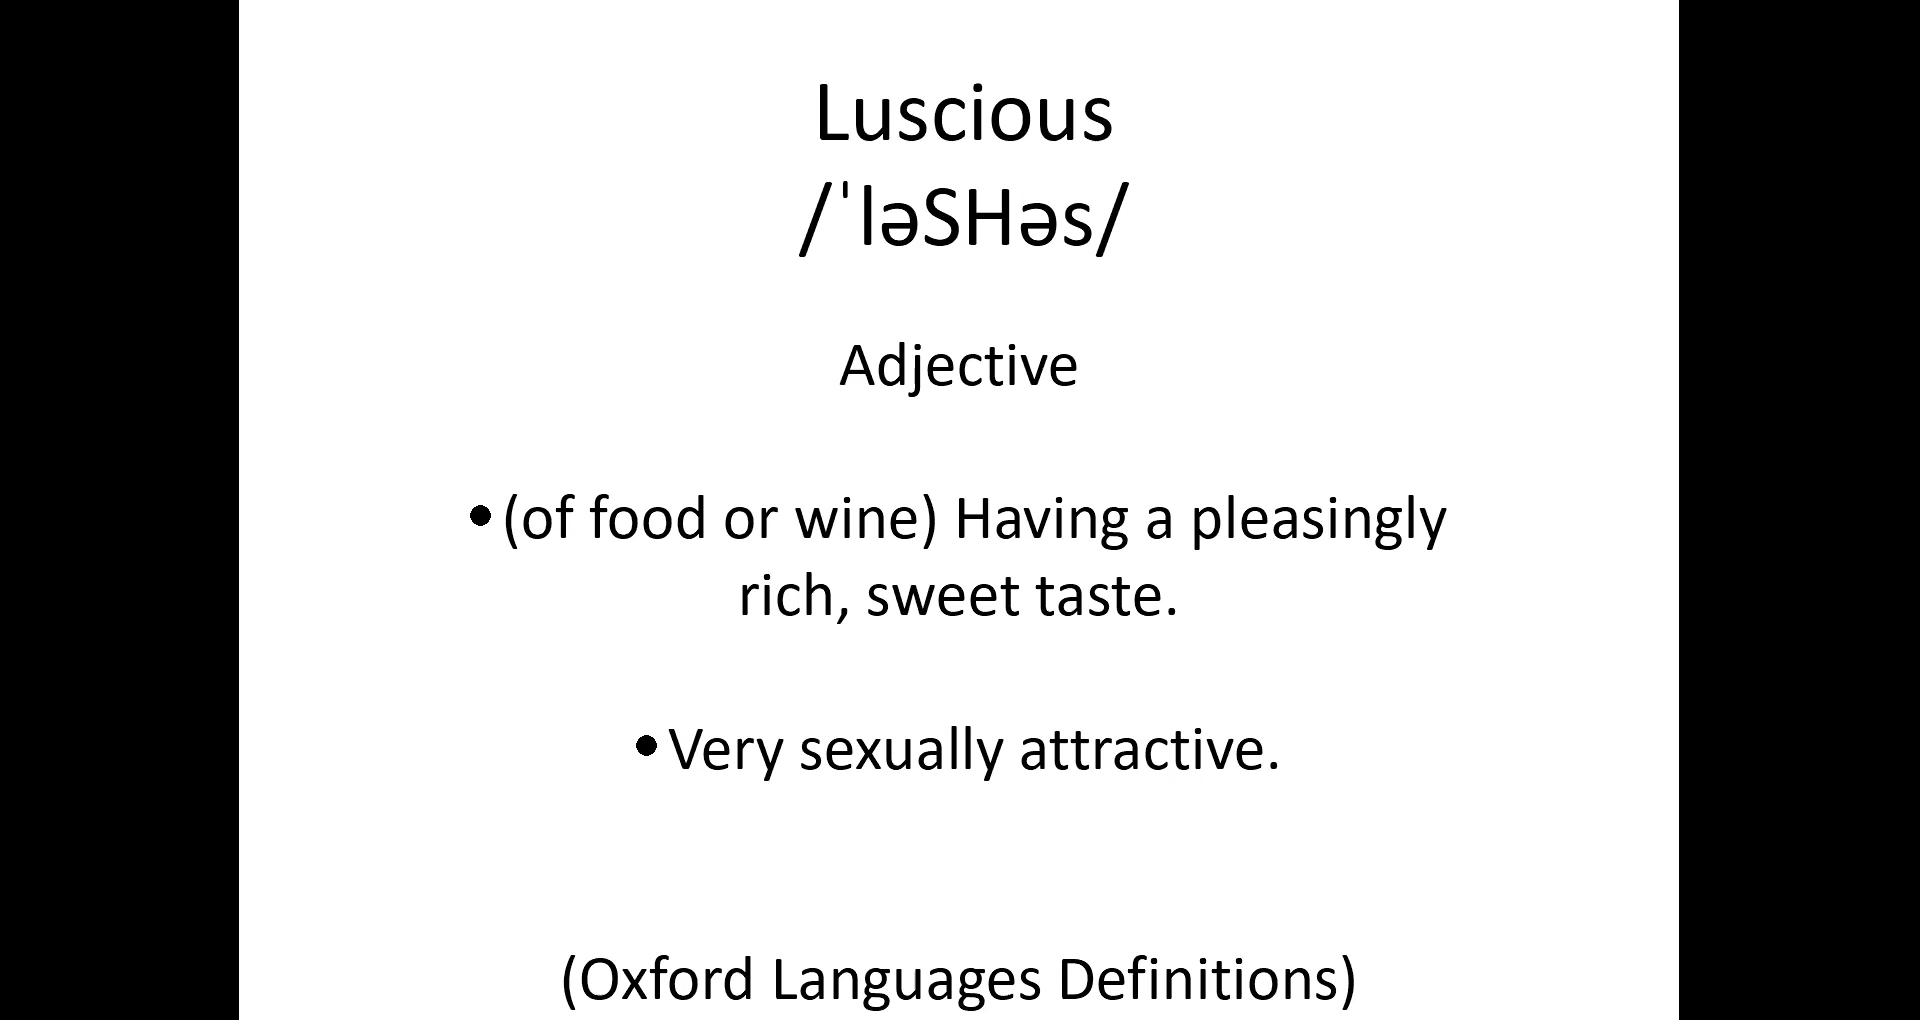 Luscious
/ˈləSHəs/
Adjective
•(of food or wine) Having a pleasingly
rich, sweet taste.
•Very sexually attractive.
(Oxford Languages Definitions)